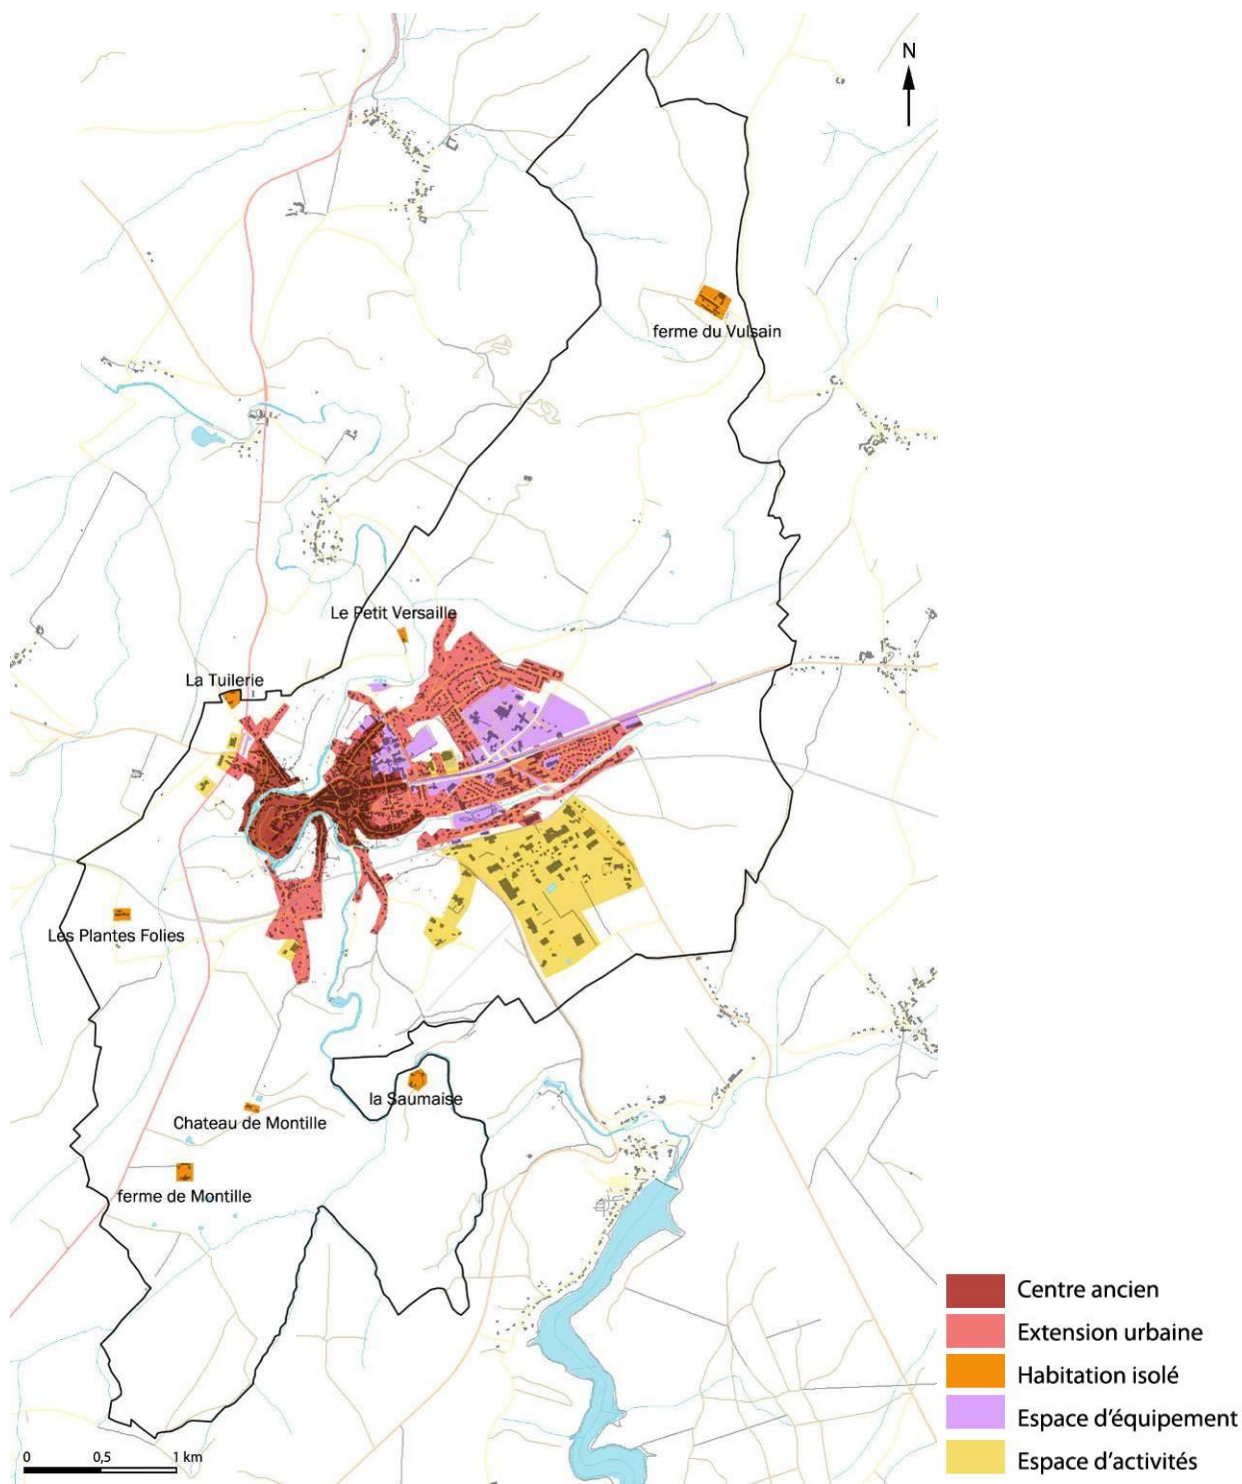 N
ferme du Vulsain
Le Petit Versaille
La Tuilerie
Les Plantes Folies
la Saumaise
Chateau de Montille
ferme de Montille
Centre ancien
Extension urbaine
Habitation isolé
Espace d'équipement
Espace d'activités
0 0,5 1 km